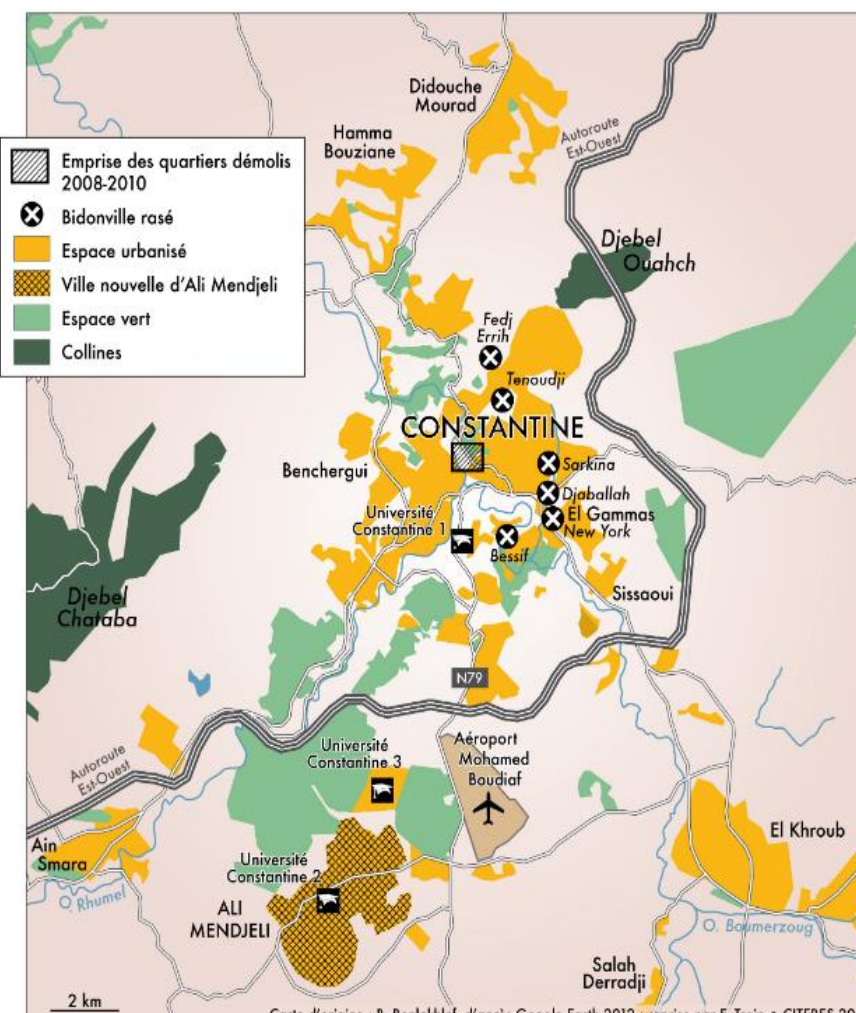 Didouche
Mourad
Hamma
Bouziane
Autoroute
Est-Ouest
Emprise des quartiers démolis
2008-2010
Bidonville rasé
Espace urbanisé
Ville nouvelle d'Ali Mendjeli
Espace vert
Collines
Djebel
Ouahch
Fedj
Errih
Tenoudji
CONSTANTINE
Sarkina
Benchergui
Djaballah
Université
Constantine 1
El Gammas
New York
Bessif
Sissaoui
Djebel
Chataba
N79
Autoroute
Est-Ouest
Université
Constantine 3
Aéroport
Mohamed
Boudiaf
Ain
Smara
El Khroub
Université
Constantine 2
O. Rhumel
ALI
MENDJELI
O. Boumerzoug
Salah
Derradji
2 km